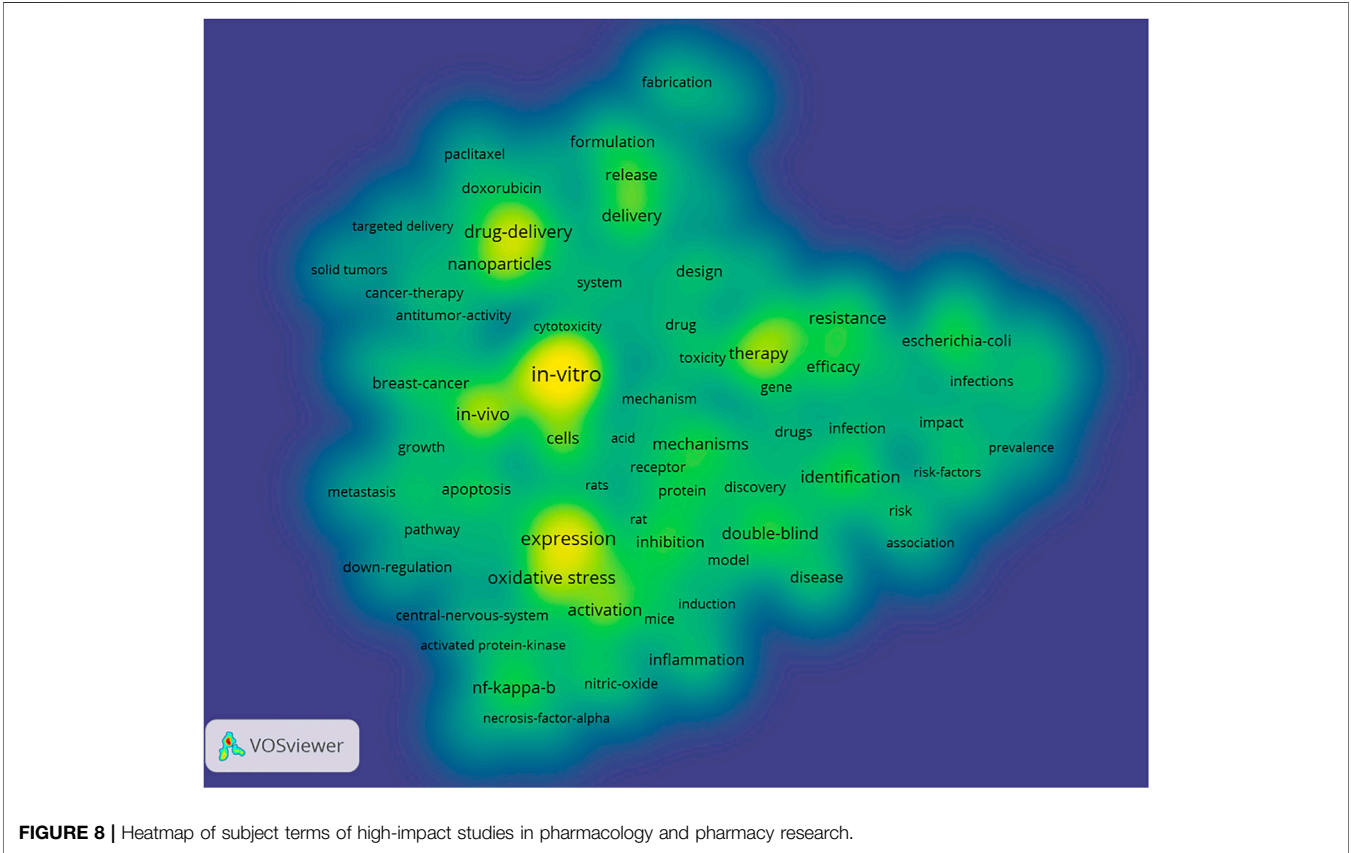 fabrication
formulation
paclitaxel
release
doxorubicin
delivery
targeted delivery
drug-delivery
nanoparticles
solid tumors
design
system
cancer-therapy
antitumor-activity
cytotoxicity
drug
resistance
escherichia-coli
toxicity
therapy
efficacy
in-vitro
breast-cancer
gene
infections
mechanism
in-vivo
impact
drugs
infection
cells
acid
mechanisms
growth
prevalence
receptor
risk-factors
identification
rats
protein
discovery
metastasis
apoptosis
risk
rat
pathway
expression
inhibition
double-blind
association
model
down-regulation
oxidative stress
disease
induction
activation
mice
central-nervous-system
activated protein-kinase
inflammation
nf-kappa-b
nitric-oxide
necrosis-factor-alpha
VOSviewer
FIGURE 8 | Heatmap of subject terms of high-impact studies in pharmacology and pharmacy research.